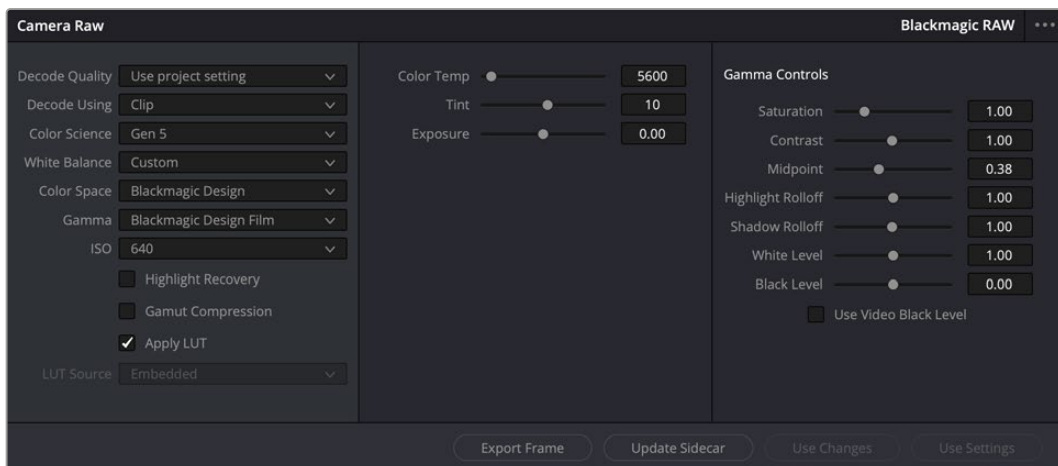 Camera Raw
Blackmagic RAW
Decode Quality Use project setting
Decode Using Clip
Color Science Gen 5
White Balance Custom
Color Space Blackmagic Design
Gamma Blackmagic Design Film
ISO 640
Highlight Recovery
Gamut Compression
Apply LUT
LUT Source Embedded
Color Temp 5600
Tint 10
Exposure 0.00
Gamma Controls
Saturation 1.00
Contrast 1.00
Midpoint 0.38
Highlight Rolloff 1.00
Shadow Rolloff 1.00
White Level 1.00
Black Level 0.00
Use Video Black Level
Export Frame
Update Sidecar
Use Changes
Use Settings